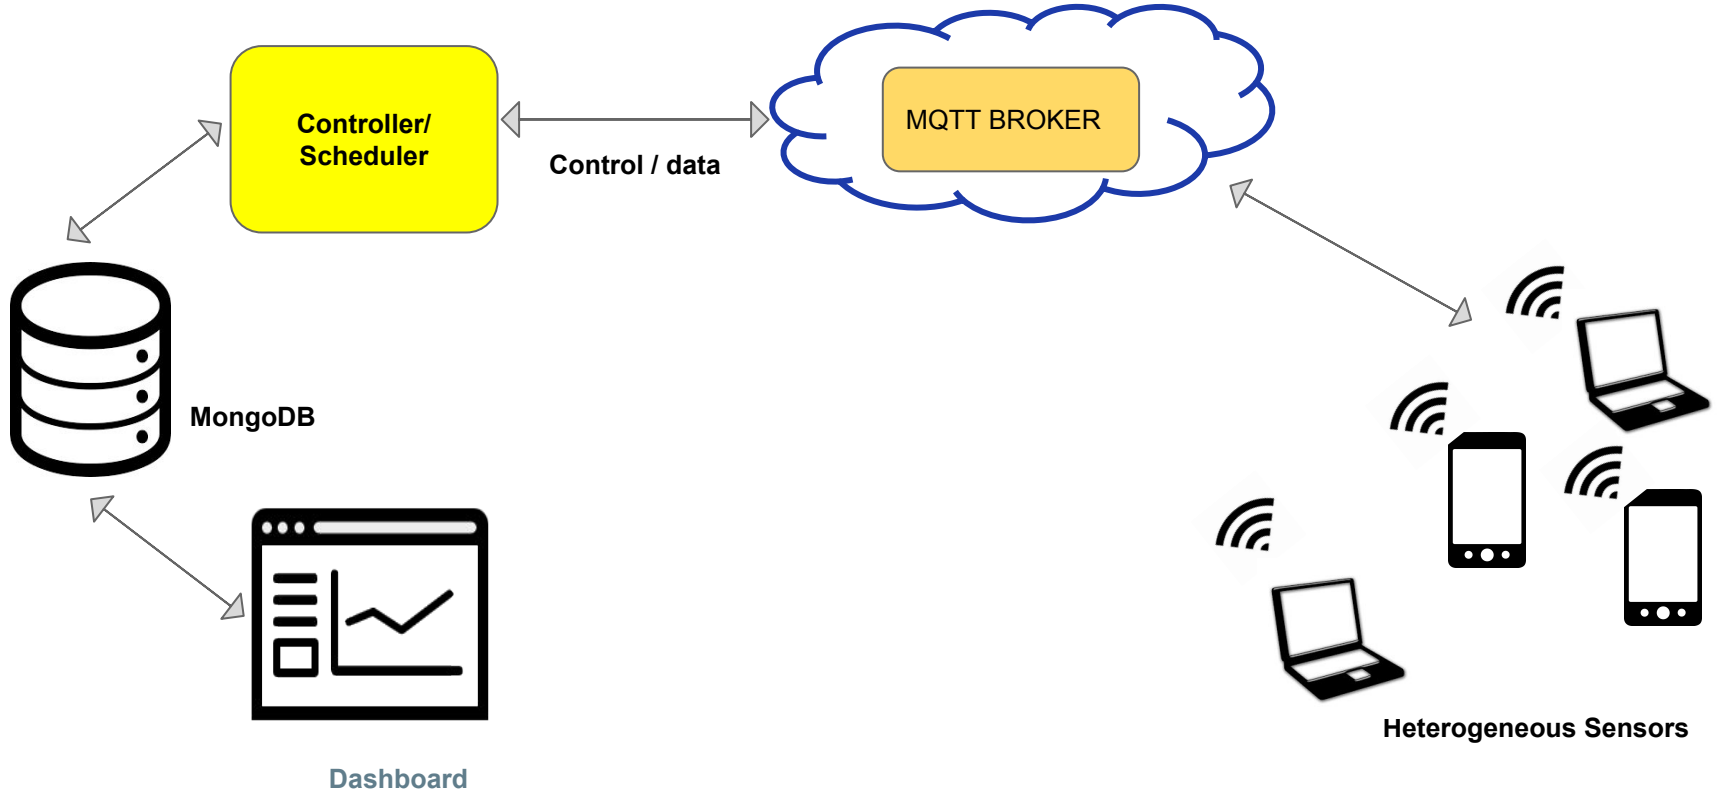 Controller/
Scheduler
Control / data
MQTT BROKER
MongoDB
Heterogeneous Sensors
Dashboard